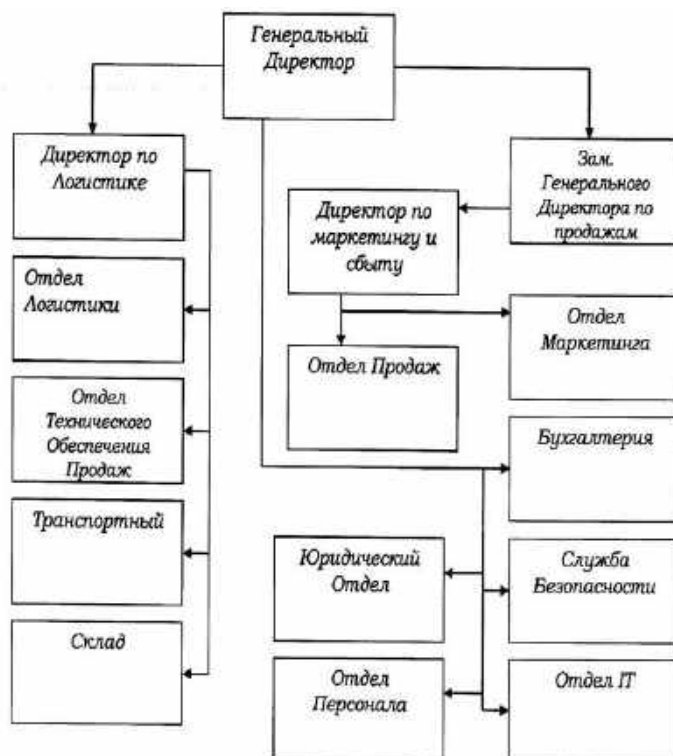 Генеральный
Директор
Директор по
Логистике
Зам.
Генерального
Директора по
продажам
Директор по
маркетингу и
сбыту
Отдел
Логистики
Отдел
Маркетинга
Отдел Продаж
Отдел
Технического
Обеспечения
Продаж
Бухгалтерия
Транспортный
Юридический
Отдел
Служба
Безопасности
Склад
Отдел
Персонала
Отдел IT